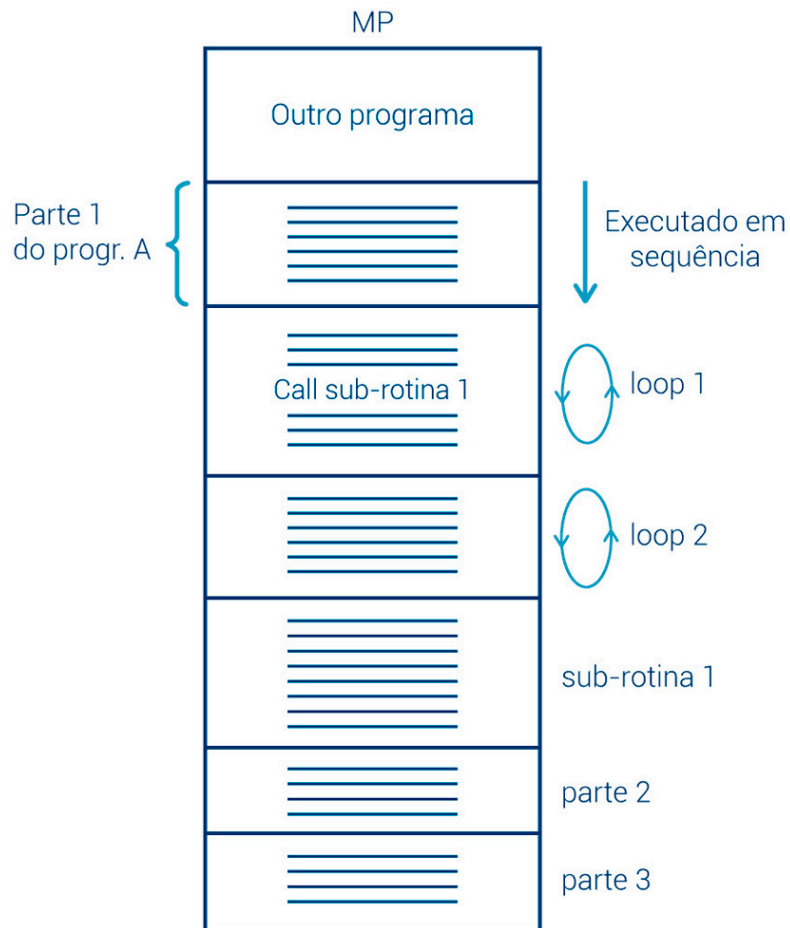 MP
Outro programa
Parte 1
do progr. A
Executado em
sequência
Call sub-rotina 1
loop 1
loop 2
sub-rotina 1
parte 2
parte 3